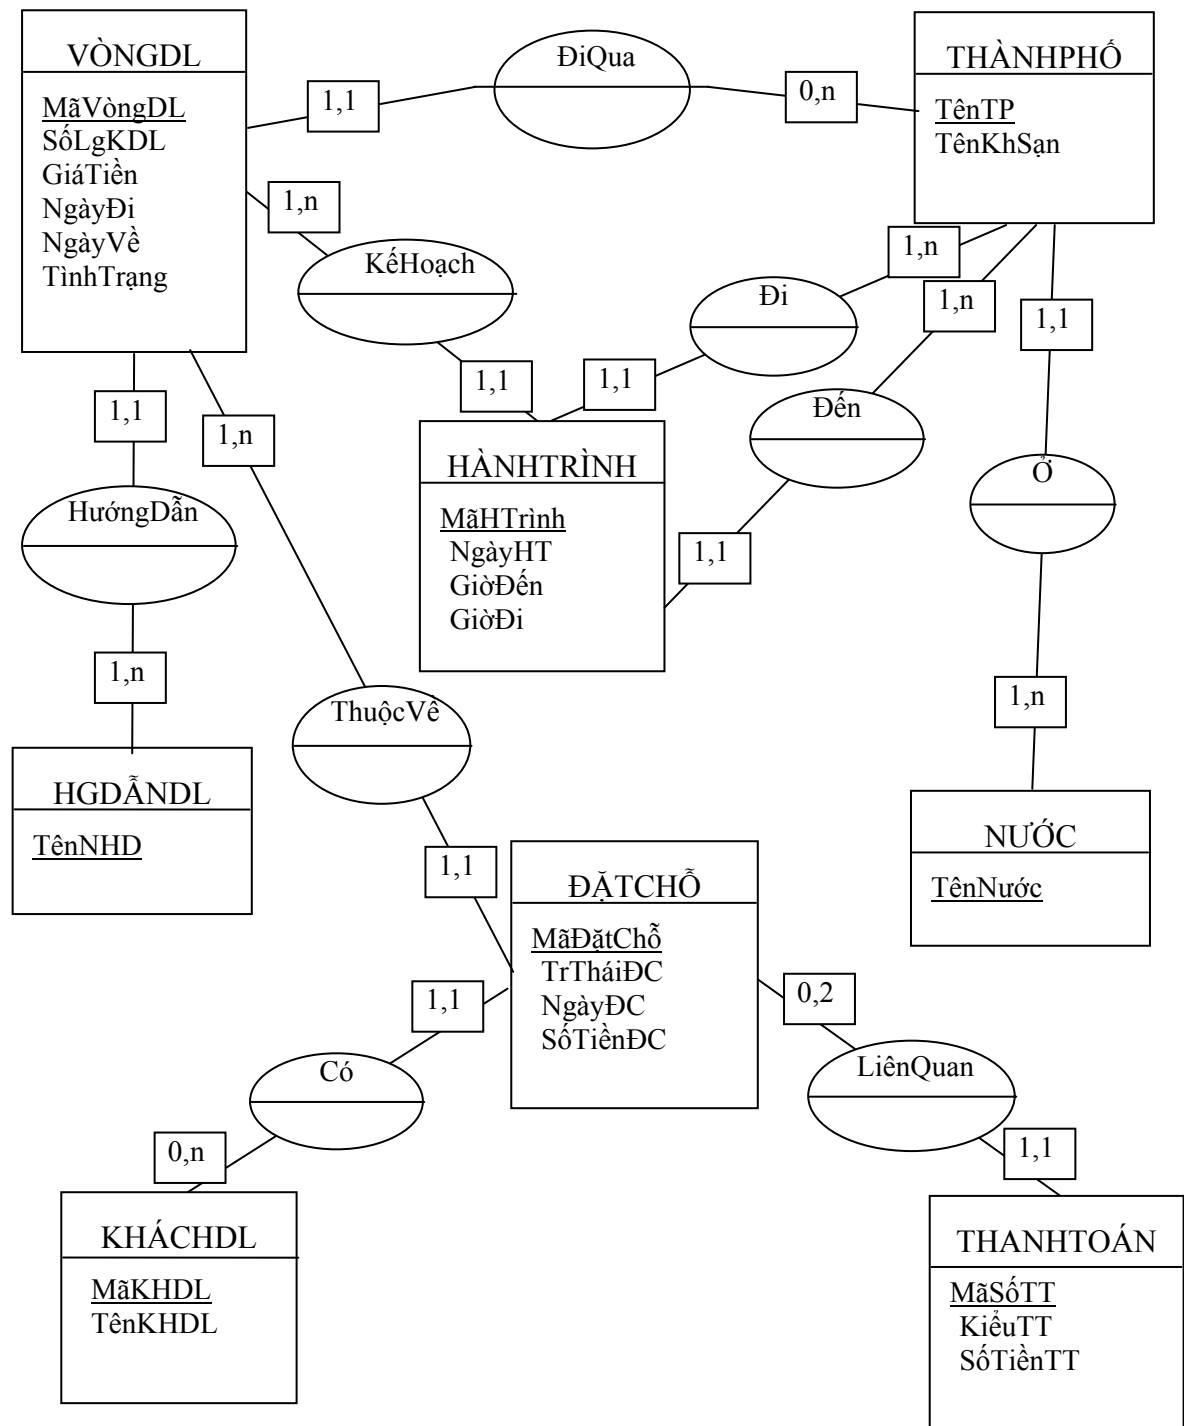 VÒNGDL
MãVòngDL
SốLgKDL
GiáTiền
NgàyĐi
NgàyVề
TìnhTrạng
1,1
ĐiQua
0,n
THÀNHPHỐ
TênTP
TênKhSạn
1,n
KếHoạch
1,1
1,n
Đi
1,1
1,n
Đến
1,1
1,1
Ở
1,n
HÀNHTRÌNH
MãHTrình
NgàyHT
GiờĐến
GiờĐi
1,1
HướngDẫn
1,n
HGDẪNDL
TênNHD
1,n
ThuộcVề
1,1
NƯỚC
TênNước
ĐẶTCHỖ
MãĐặtChỗ
TrTháiĐC
NgàyĐC
SốTiềnĐC
1,1
Có
0,n
0,2
LiênQuan
1,1
KHÁCHDL
MãKHDL
TênKHDL
THANHTOÁN
MãSốTT
KiểuTT
SốTiềnTT